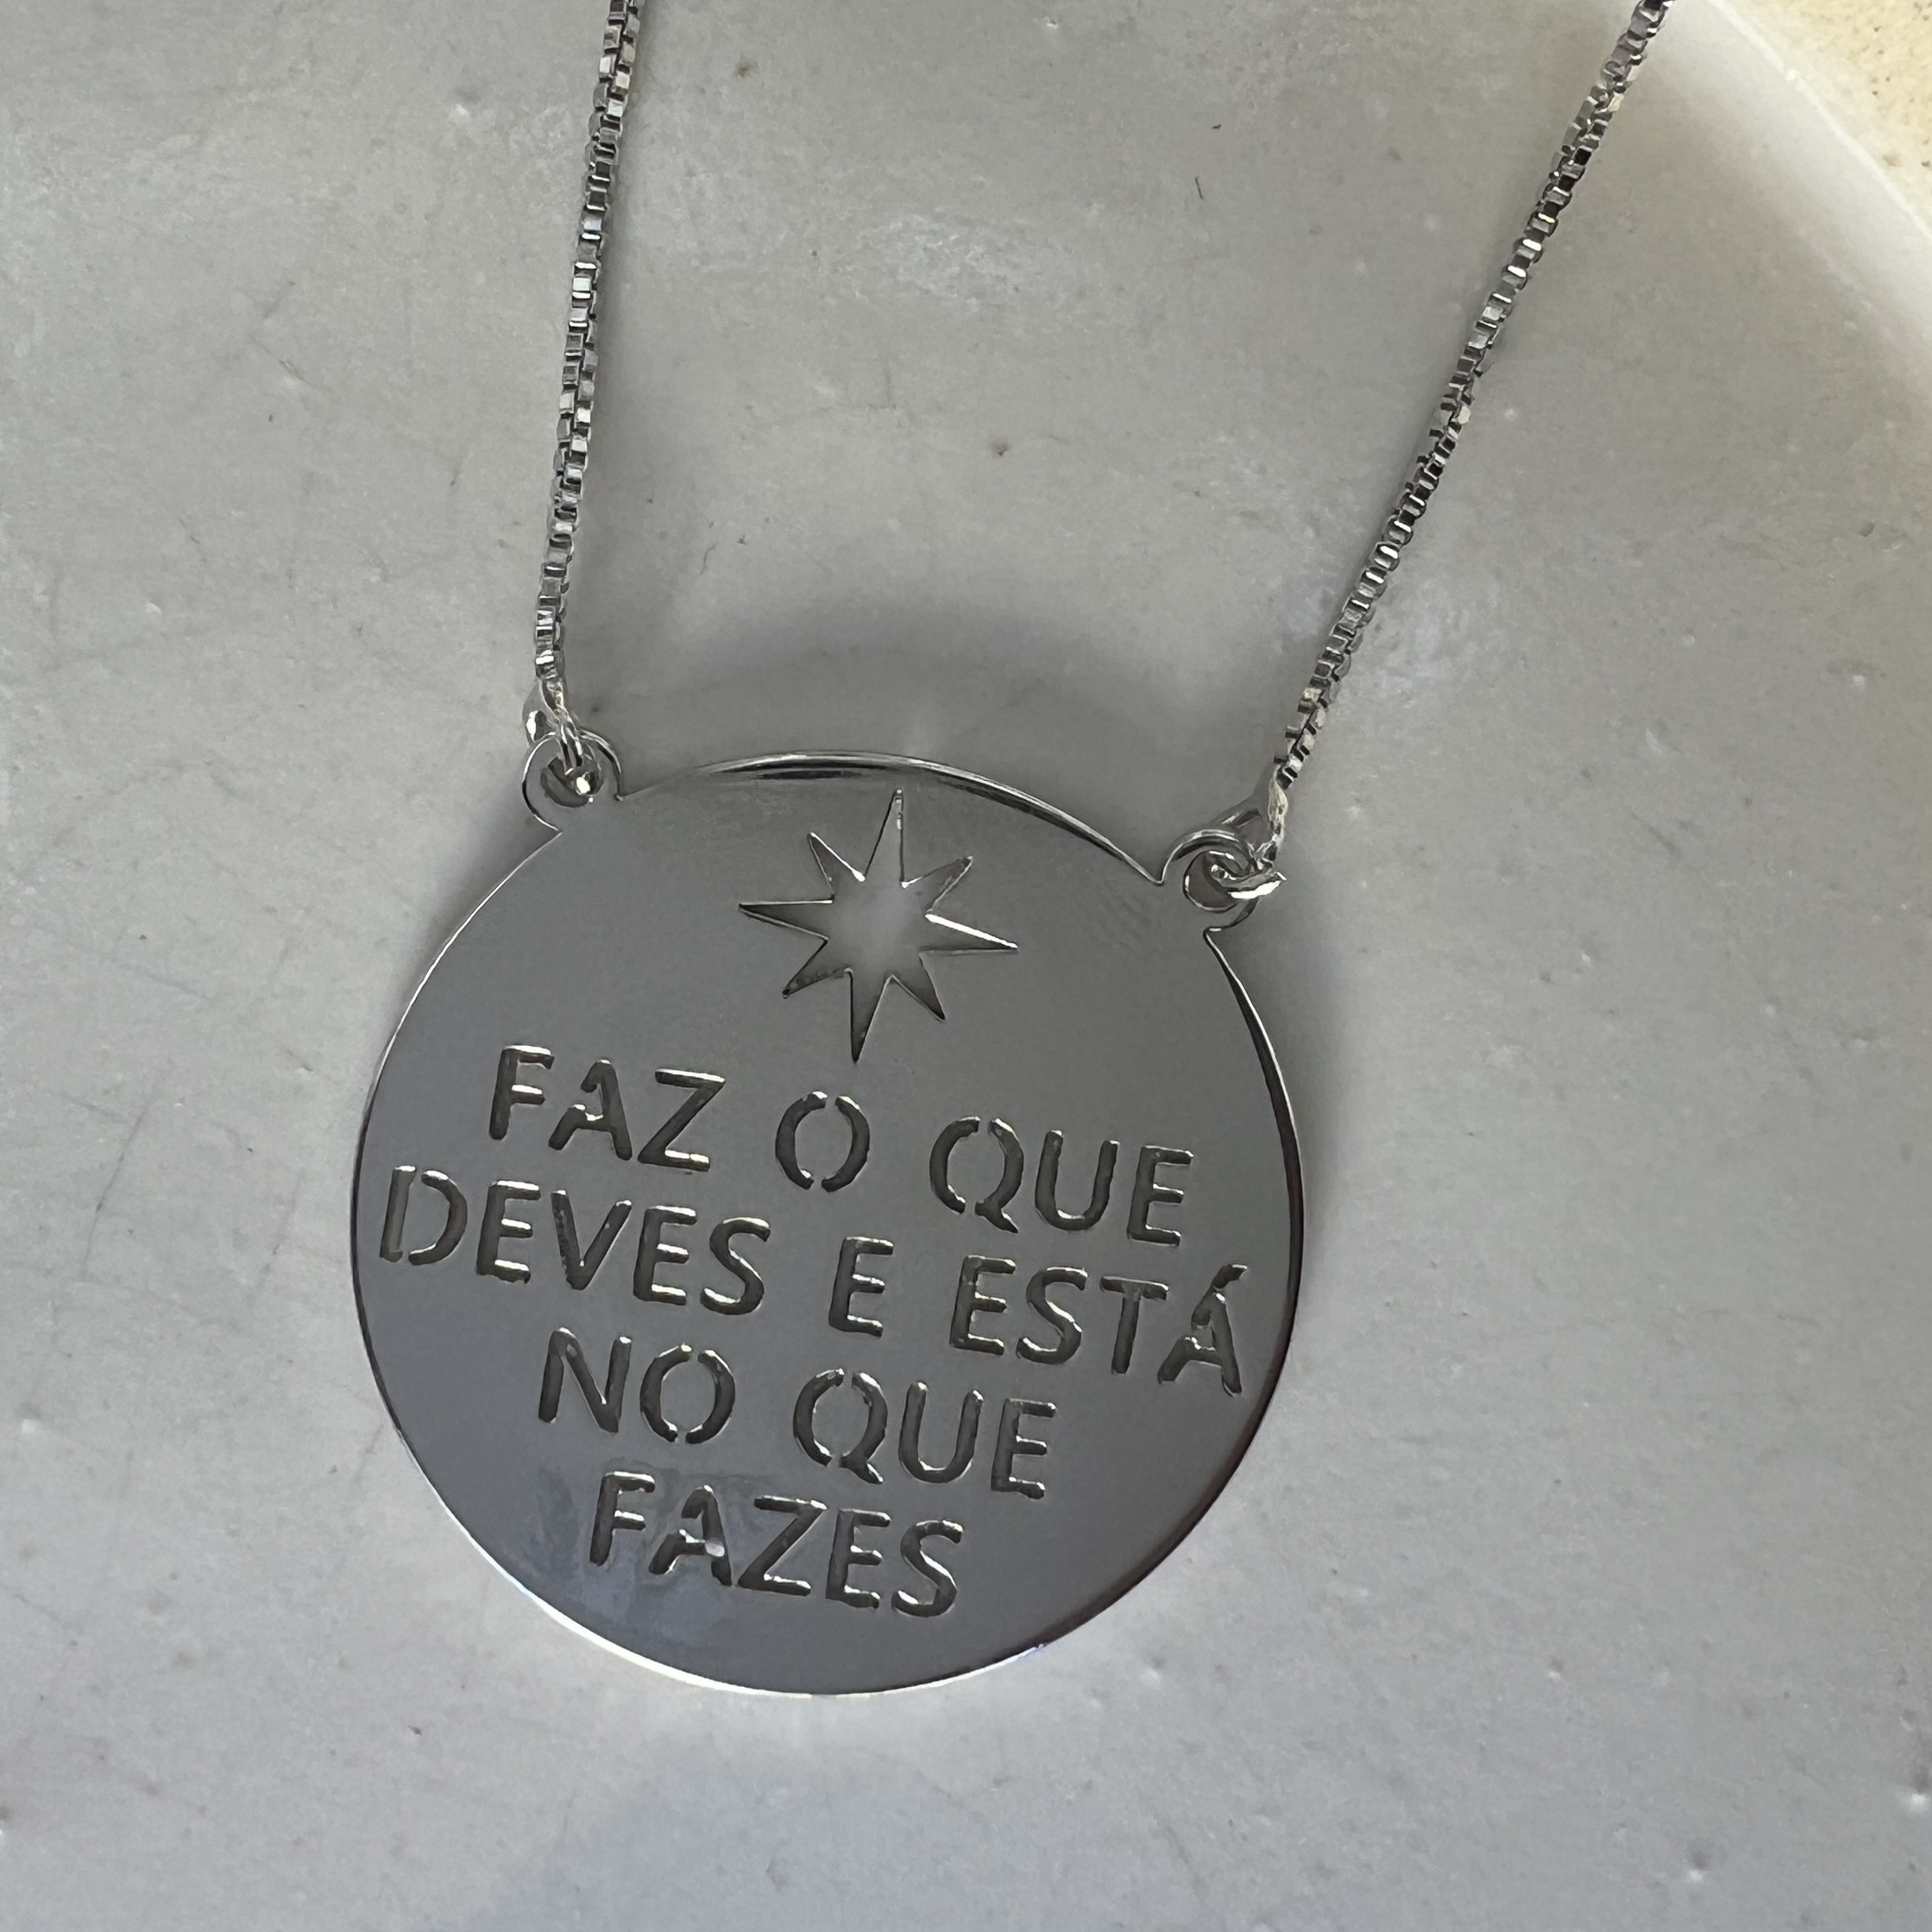 FAZ O QUE
DEVES E ESTÁ
NO QUE
FAZES